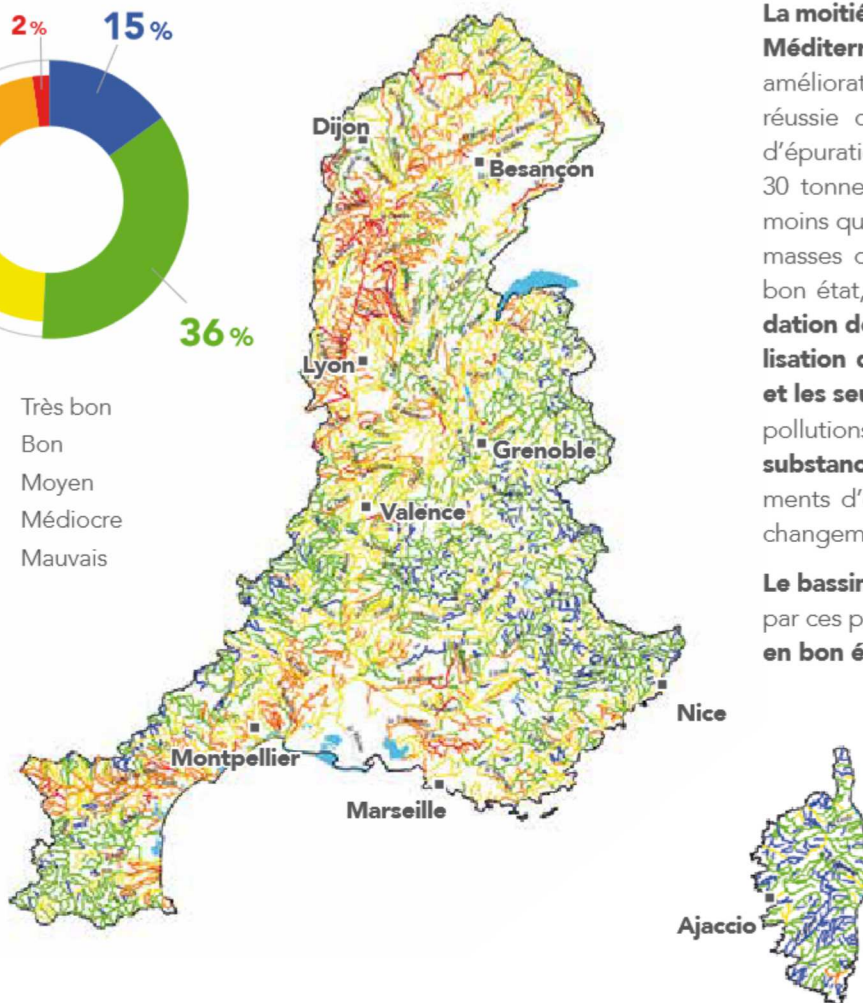 2%
15%
36%
Très bon
Bon
Moyen
Médiocre
Mauvais
Dijon
Besançon
Lyon
Grenoble
Valence
Montpellier
Marseille
Nice
Ajaccio
La moitié
Méditerr
améliorat
réussie
d'épurati
30 tonne
moins qu
masses
bon état,
dation d
lisation
et les seu
pollutions
substanc
ments d'
changem
Le bassin
par ces p
en bon é